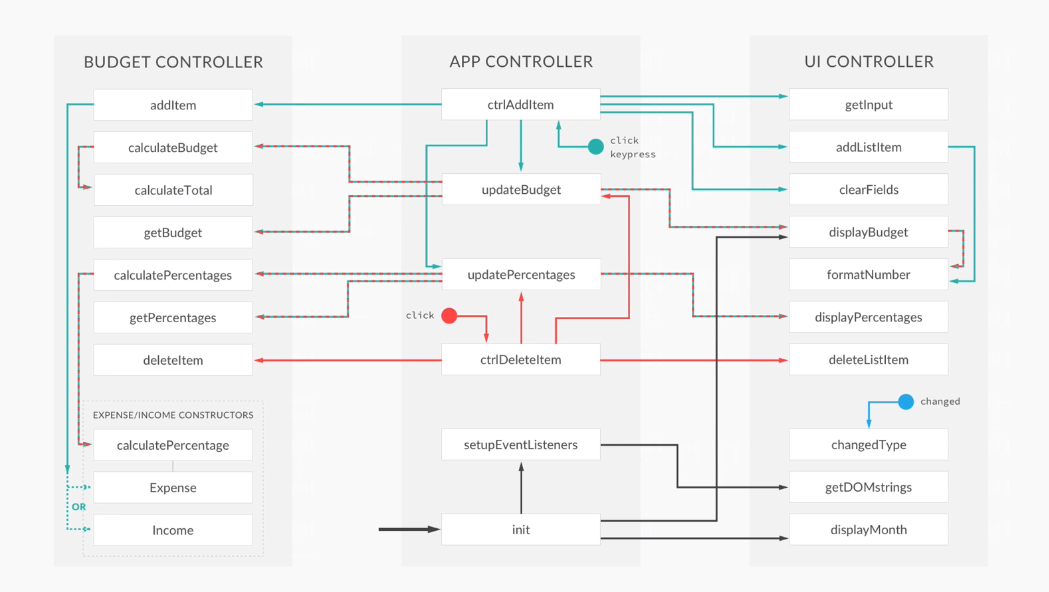 BUDGET CONTROLLER
addItem
calculateBudget
calculateTotal
getBudget
calculatePercentages
getPercentages
deleteItem
EXPENSE/INCOME CONSTRUCTORS
calculatePercentage
Expense
OR
Income
APP CONTROLLER
ctrlAddItem
click
keypress
updateBudget
updatePercentages
click
ctrlDeleteItem
setupEventListeners
init
UI CONTROLLER
getInput
addListItem
clearFields
displayBudget
formatNumber
displayPercentages
deleteListItem
changed
changedType
getDOMstrings
displayMonth